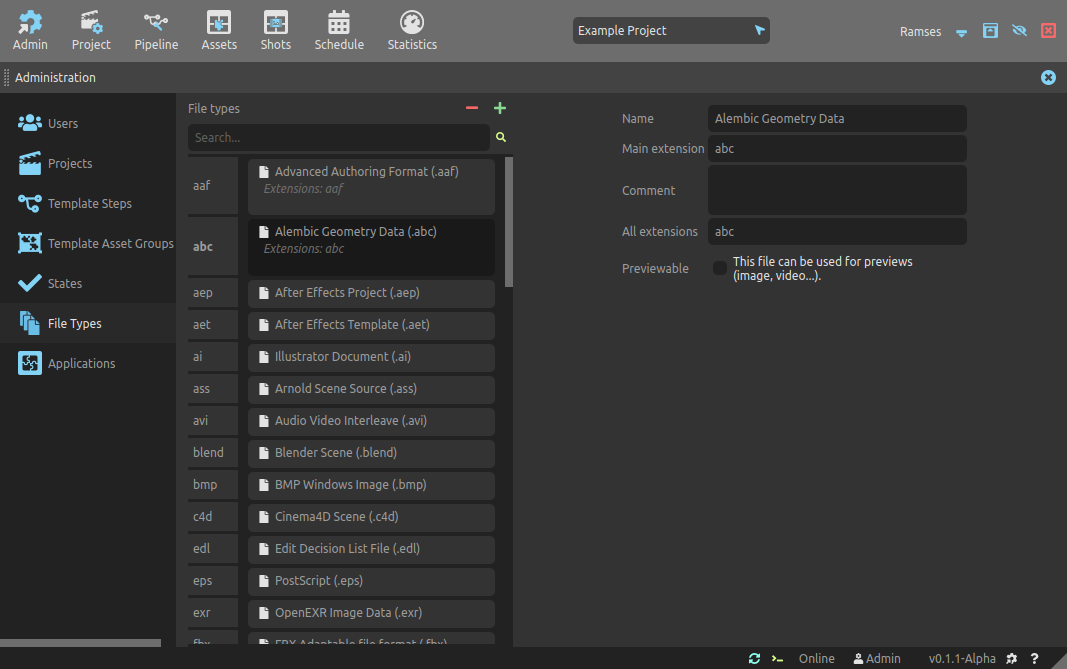 Admin
Project
Pipeline
Assets
Shots
Schedule
Statistics
Example Project
Ramses
Administration
Users
Projects
Template Steps
Template Asset Groups
States
File Types
Applications
File types
Search...
aaf
Advanced Authoring Format (.aaf)
Extensions: aaf
abc
Alembic Geometry Data (.abc)
Extensions: abc
aep
After Effects Project (.aep)
aet
After Effects Template (.aet)
ai
Illustrator Document (.ai)
ass
Arnold Scene Source (.ass)
avi
Audio Video Interleave (.avi)
blend
Blender Scene (.blend)
bmp
BMP Windows Image (.bmp)
c4d
Cinema4D Scene (.c4d)
edl
Edit Decision List File (.edl)
eps
PostScript (.eps)
exr
OpenEXR Image Data (.exr)
fbx
FBX Adaptable file format (.fbx)
Name
Alembic Geometry Data
Main extension
abc
Comment
All extensions
abc
Previewable
This file can be used for previews
(image, video...).
Online
Admin
v0.1.1-Alpha
?